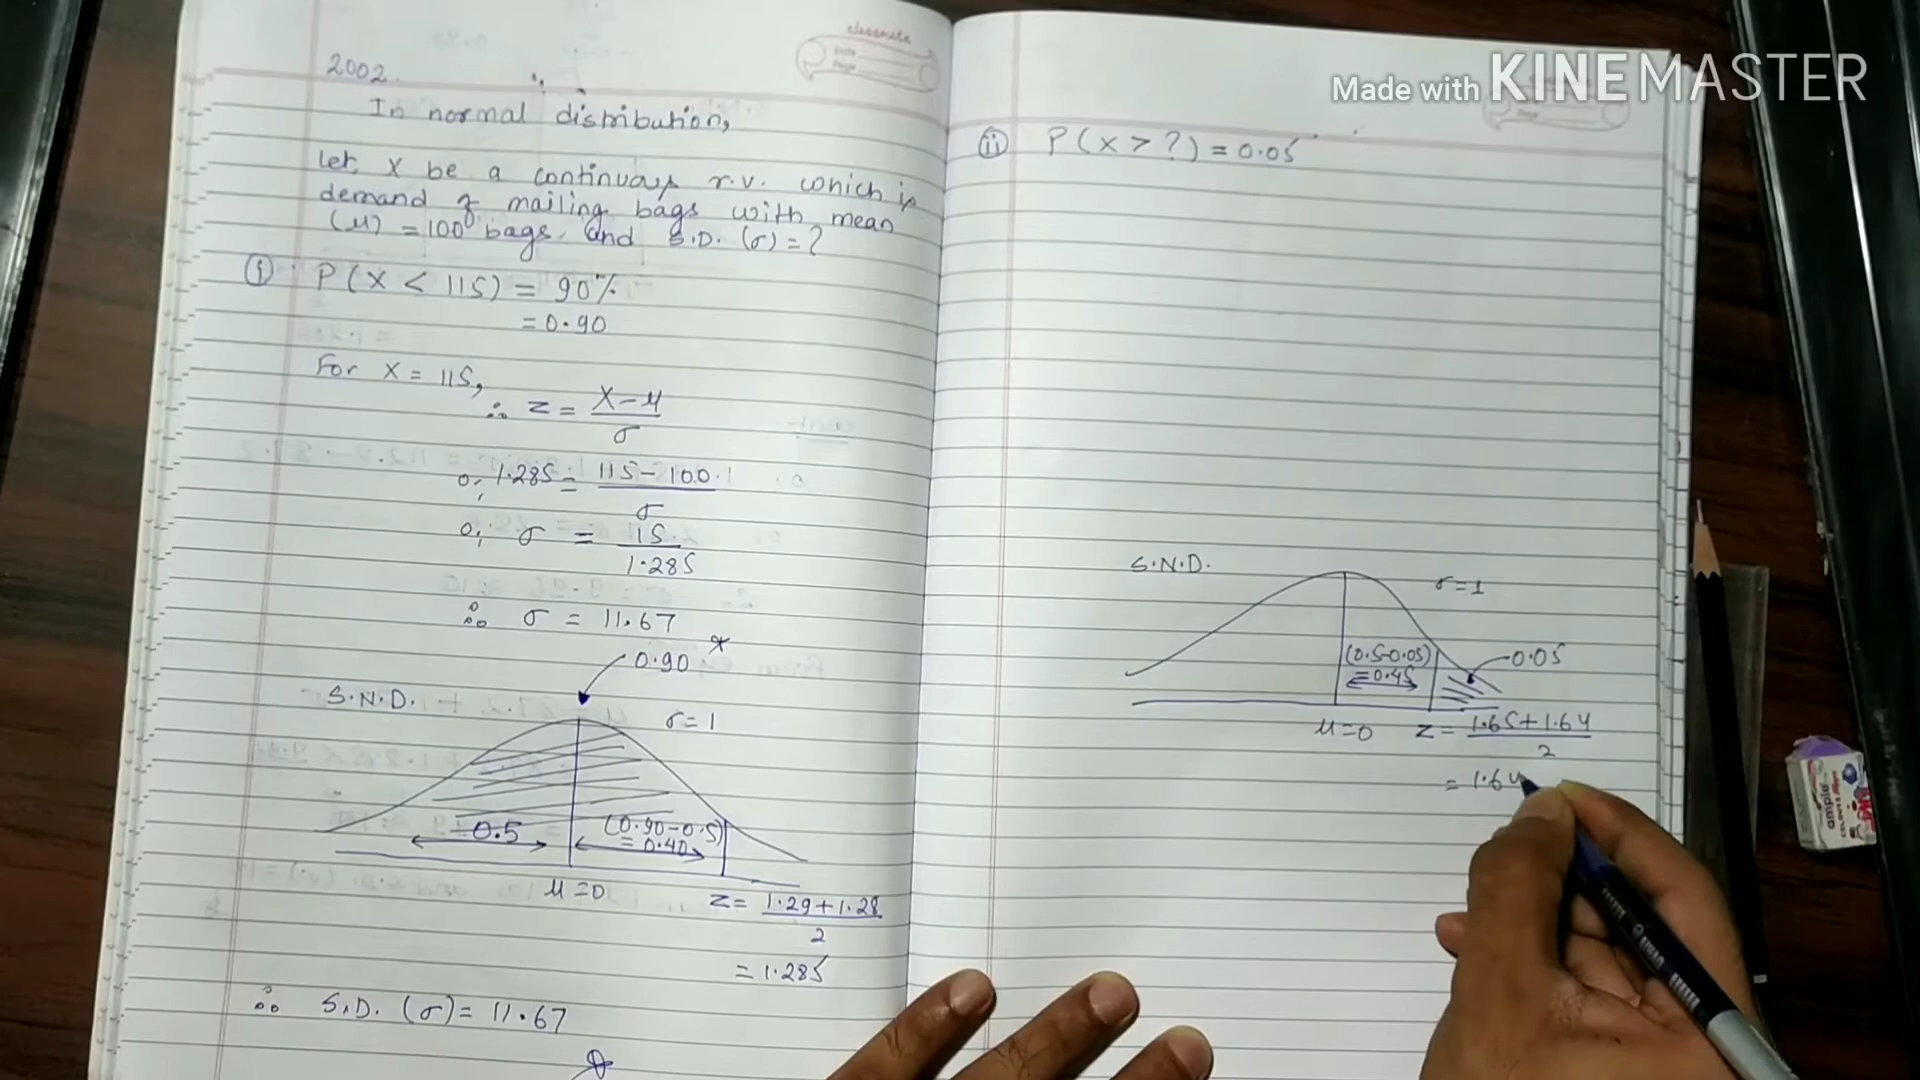 Made with KINEMASTER
classmate
Date
Page
2002.
In normal distribution,
let, X be a continuous r.v. which is
demand of mailing bags with mean
(μ) = 100 bags. and S.D. (σ) = ?
(i) P(X < 115) = 90%
= 0.90
For X = 115,
∴ z = X-μ / σ
or, 1.285 = 115-100 / σ
or, σ = 15 / 1.285
∴ σ = 11.67
0.90
S.N.D.
σ=1
0.5
(0.90-0.5)
= 0.40
μ=0
z = 1.29+1.28 / 2
= 1.285
∴ S.D. (σ) = 11.67
(ii) P(X > ?) = 0.05
S.N.D.
σ=1
(0.5-0.05)
=0.45
0.05
μ=0
z = 1.65+1.64 / 2
= 1.64